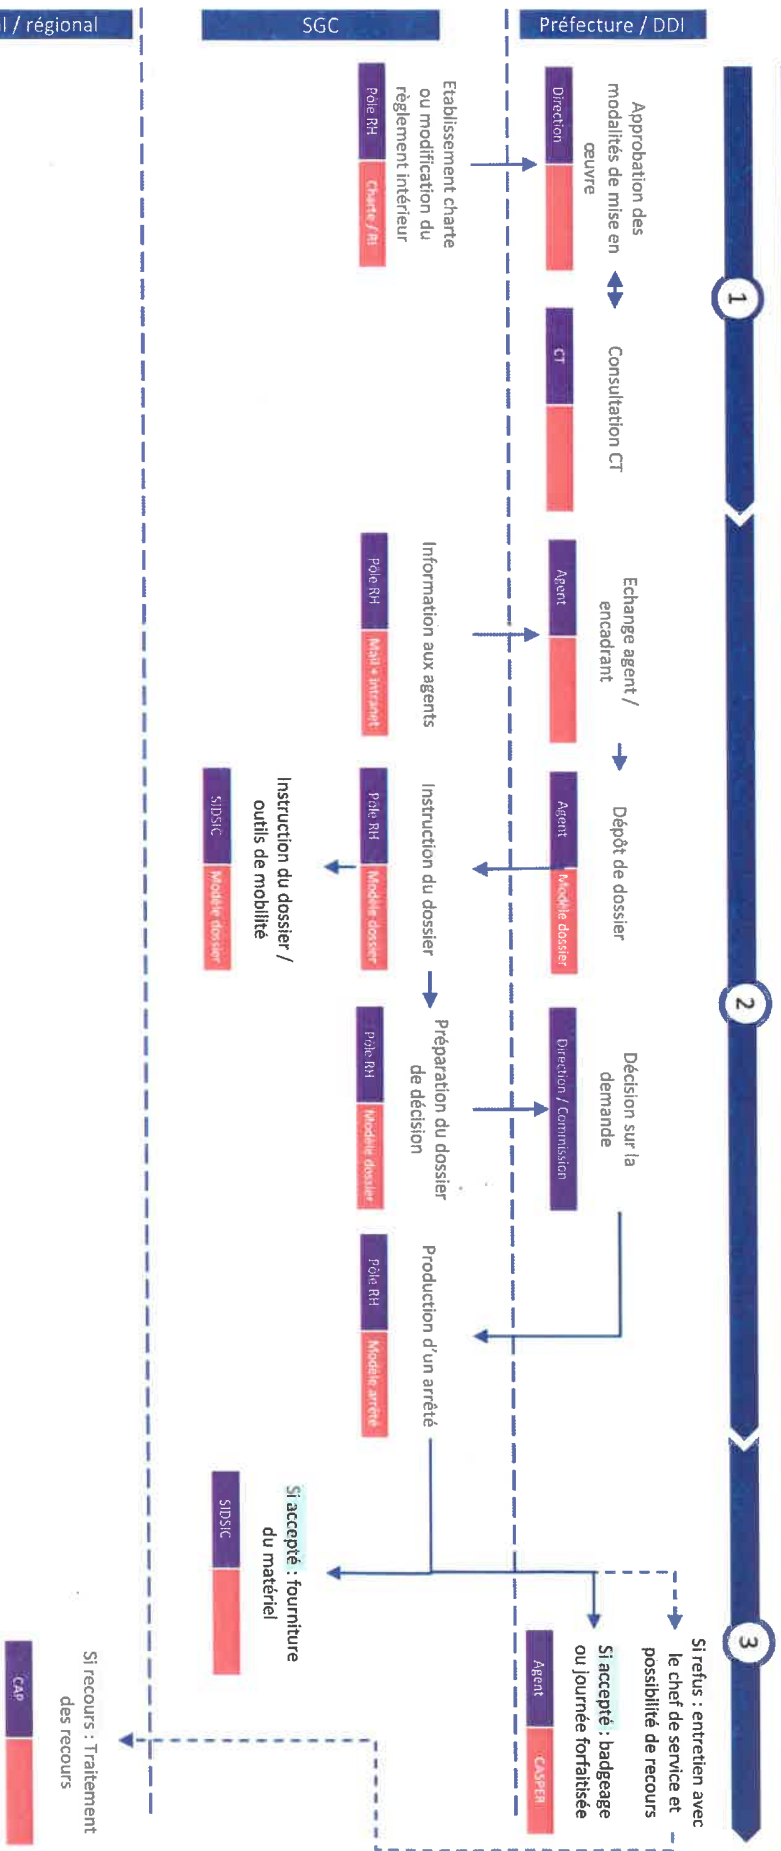 Préfecture / DDI
1
2
3
Approbation des
modalités de mise en
œuvre
Direction
Consultation CT
CT
Echange agent /
encadrant
Agent
Dépôt de dossier
Agent
Modèle dossier
Décision sur la
demande
Direction / Commission
Si refus : entretien avec
le chef de service et
possibilité de recours
Si accepté : badgeage
ou journée forfaitisée
Agent
CASPER
SGC
Etablissement charte
ou modification du
règlement intérieur
Pôle RH
Charte / RI
Information aux agents
Pôle RH
Mail + intranet
Instruction du dossier
Pôle RH
Modèle dossier
Instruction du dossier /
outils de mobilité
SIDSIC
Modèle dossier
Préparation du dossier
de décision
Pôle RH
Modèle dossier
Production d'un arrêté
Pôle RH
Modèle arrêté
Si accepté : fourniture
du matériel
SIDSIC
l / régional
Si recours : Traitement
des recours
CAP